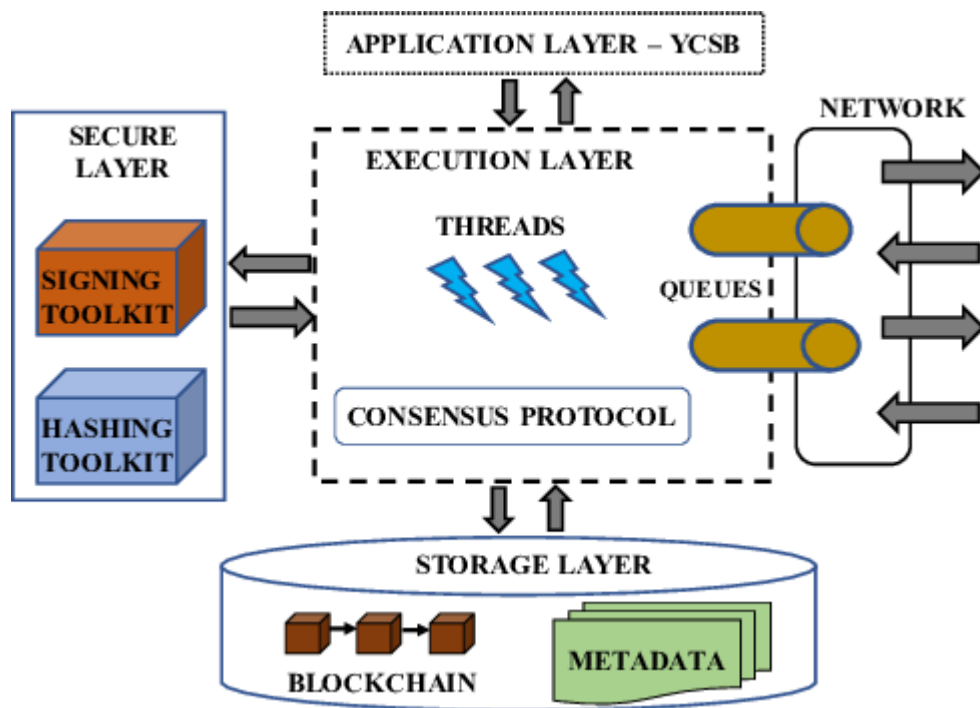 APPLICATION LAYER – YCSB
NETWORK
SECURE
LAYER
EXECUTION LAYER
THREADS
SIGNING
TOOLKIT
QUEUES
HASHING
TOOLKIT
CONSENSUS PROTOCOL
STORAGE LAYER
BLOCKCHAIN
METADATA